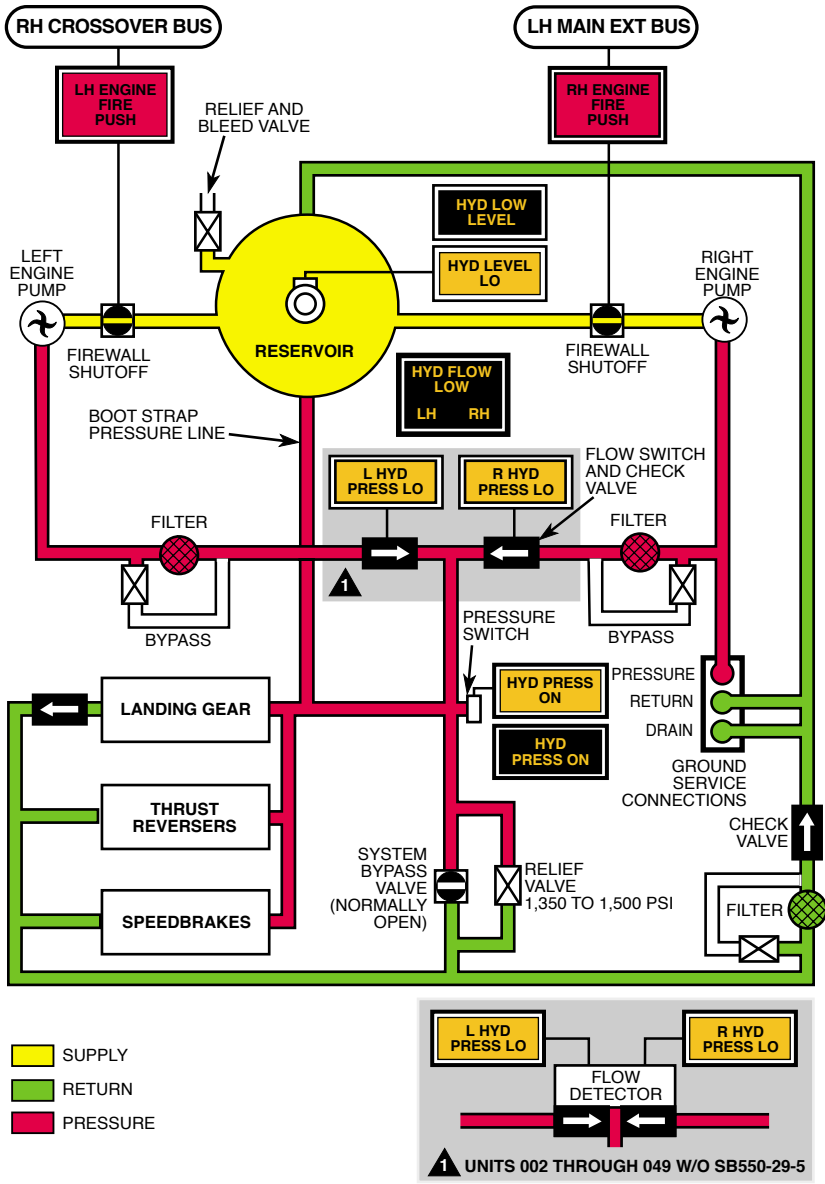 RH CROSSOVER BUS
LH MAIN EXT BUS
LH ENGINE
FIRE
PUSH
RH ENGINE
FIRE
PUSH
RELIEF AND
BLEED VALVE
HYD LOW
LEVEL
HYD LEVEL
LO
LEFT
ENGINE
PUMP
RIGHT
ENGINE
PUMP
FIREWALL
SHUTOFF
RESERVOIR
FIREWALL
SHUTOFF
HYD FLOW
LOW
LH RH
BOOT STRAP
PRESSURE LINE
L HYD
PRESS LO
R HYD
PRESS LO
FLOW SWITCH
AND CHECK
VALVE
FILTER
FILTER
1
BYPASS
BYPASS
PRESSURE
SWITCH
HYD PRESS
ON
HYD
PRESS ON
PRESSURE
RETURN
DRAIN
GROUND
SERVICE
CONNECTIONS
LANDING GEAR
THRUST
REVERSERS
SPEEDBRAKES
CHECK
VALVE
SYSTEM
BYPASS
VALVE
(NORMALLY
OPEN)
RELIEF
VALVE
1,350 TO 1,500 PSI
FILTER
SUPPLY
RETURN
PRESSURE
L HYD
PRESS LO
R HYD
PRESS LO
FLOW
DETECTOR
1 UNITS 002 THROUGH 049 W/O SB550-29-5